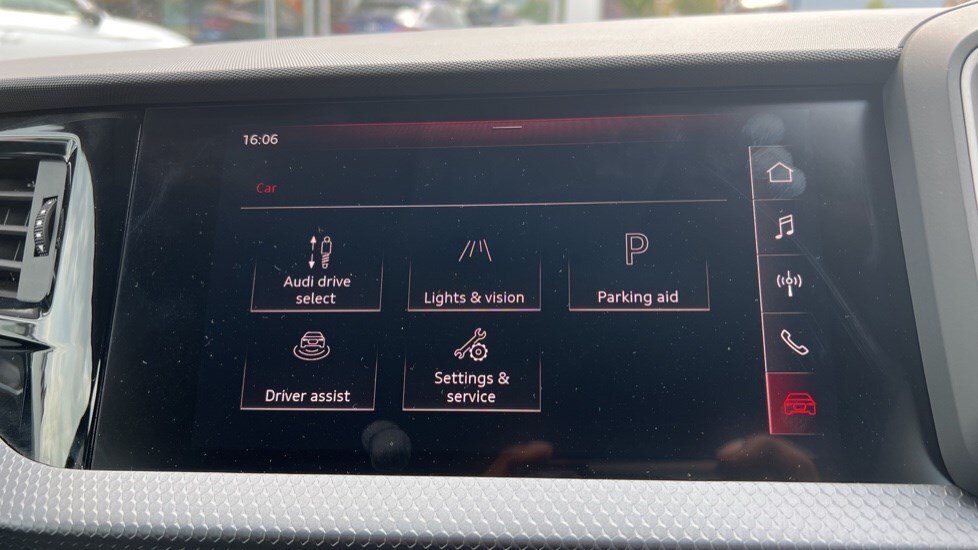 16:06
Car
P
Audi drive
select
Lights & vision
Parking aid
Driver assist
Settings &
service